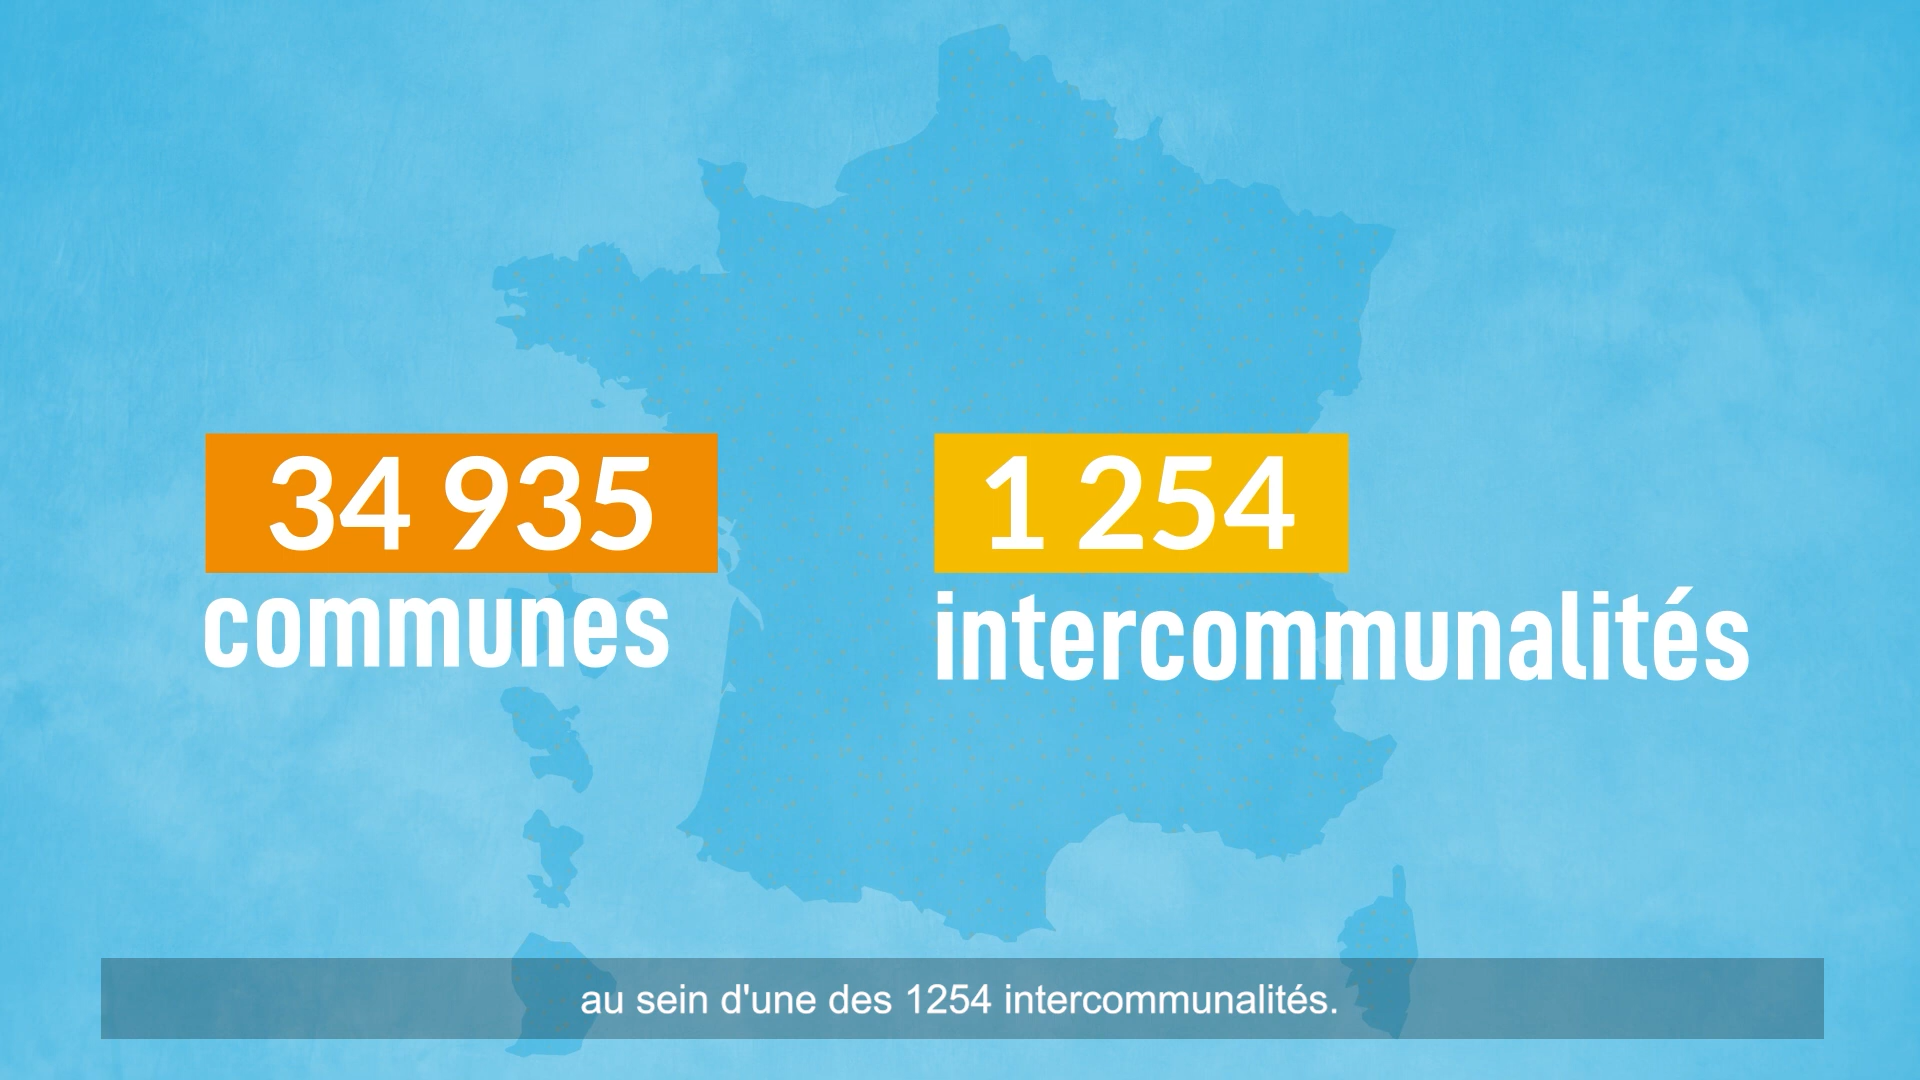 34 935
communes
1 254
intercommunalités
au sein d'une des 1254 intercommunalités.